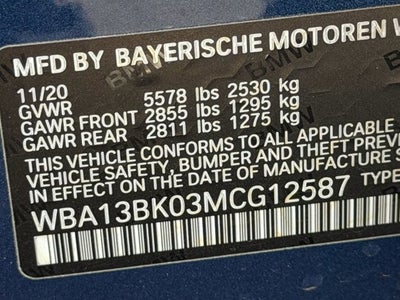 MFD BY BAYERISCHE MOTOREN W
11/20
GVWR 5578 lbs 2530 kg
GAWR FRONT 2855 lbs 1295 kg
GAWR REAR 2811 lbs 1275 kg
THIS VEHICLE CONFORMS TO ALL APPLICABLE
VEHICLE SAFETY, BUMPER AND THEFT
STANDARDS IN EFFECT ON THE DATE OF
WBA13BK03MCG12587 TYPE